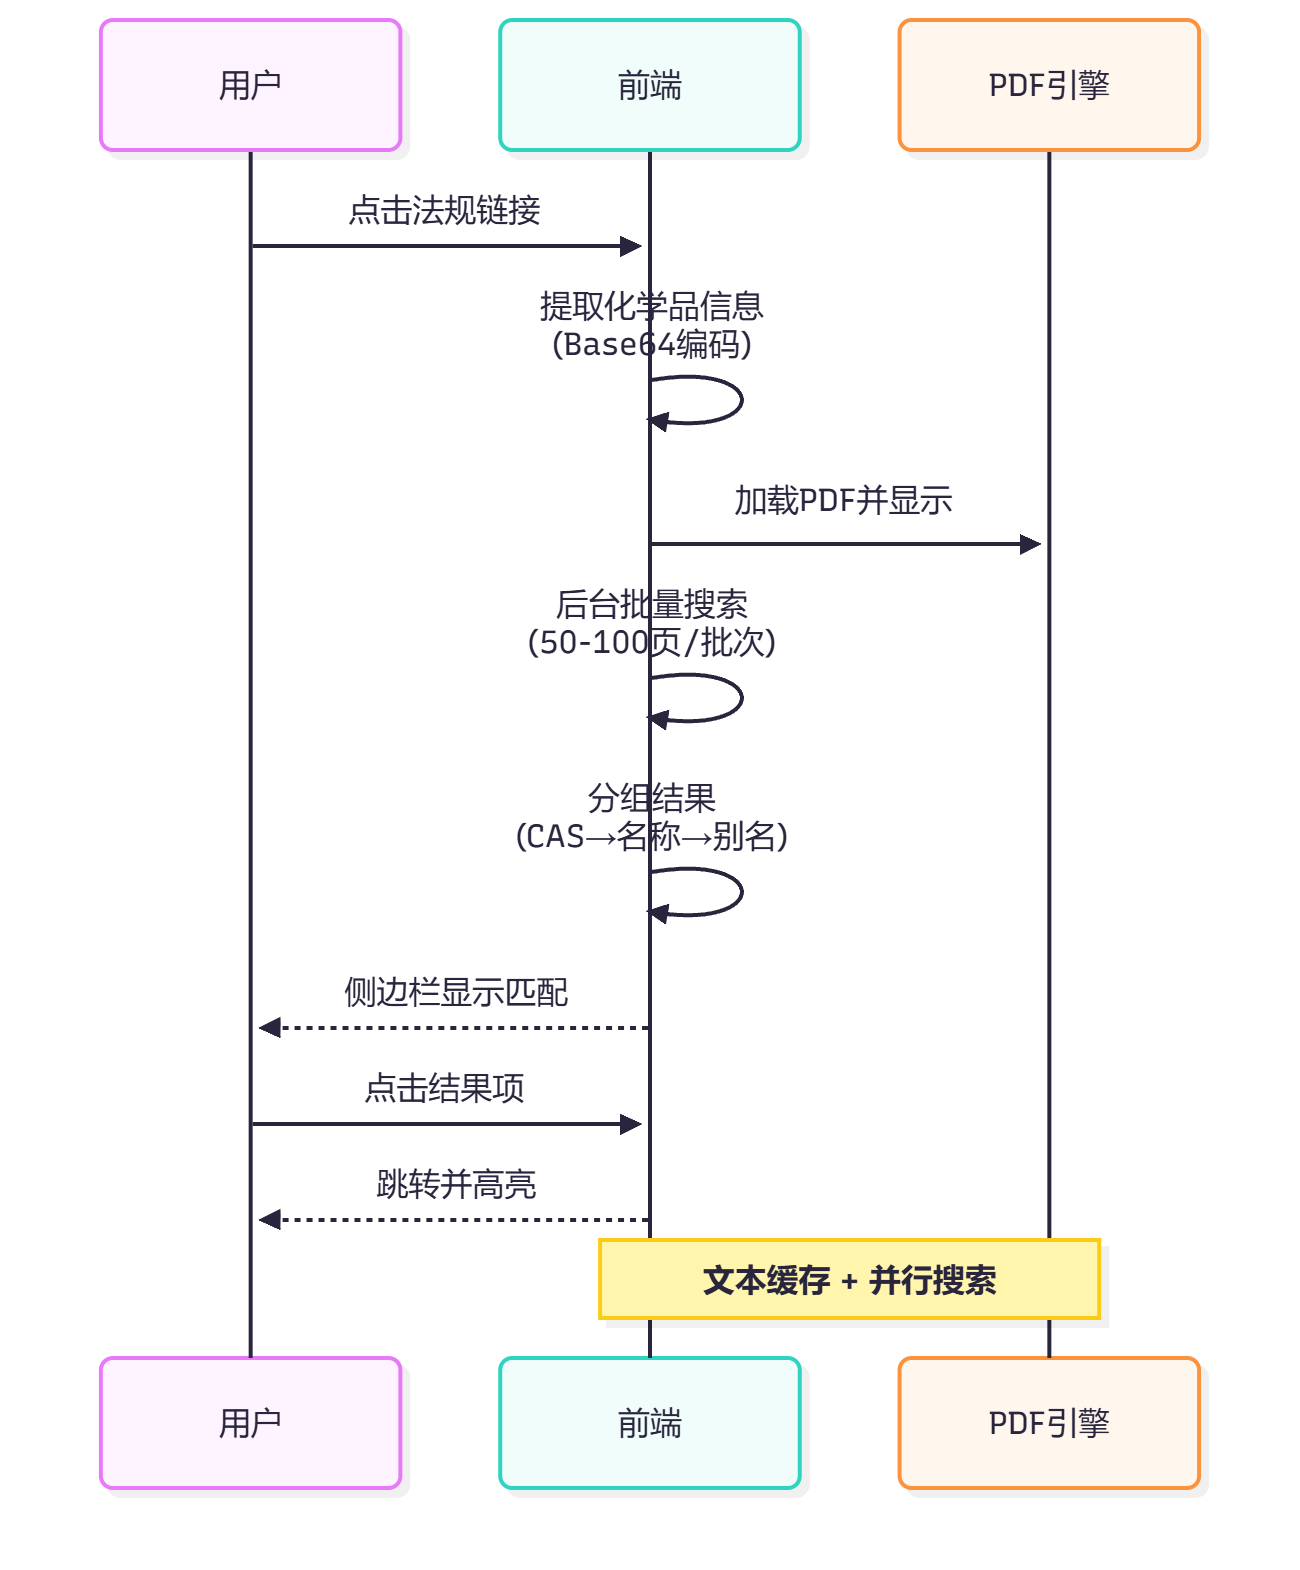 用户
前端
PDF引擎
点击法规链接
提取化学品信息
(Base64编码)
加载PDF并显示
后台批量搜索
(50-100页/批次)
分组结果
(CAS→名称→别名)
侧边栏显示匹配
点击结果项
跳转并高亮
文本缓存 + 并行搜索
用户
前端
PDF引擎